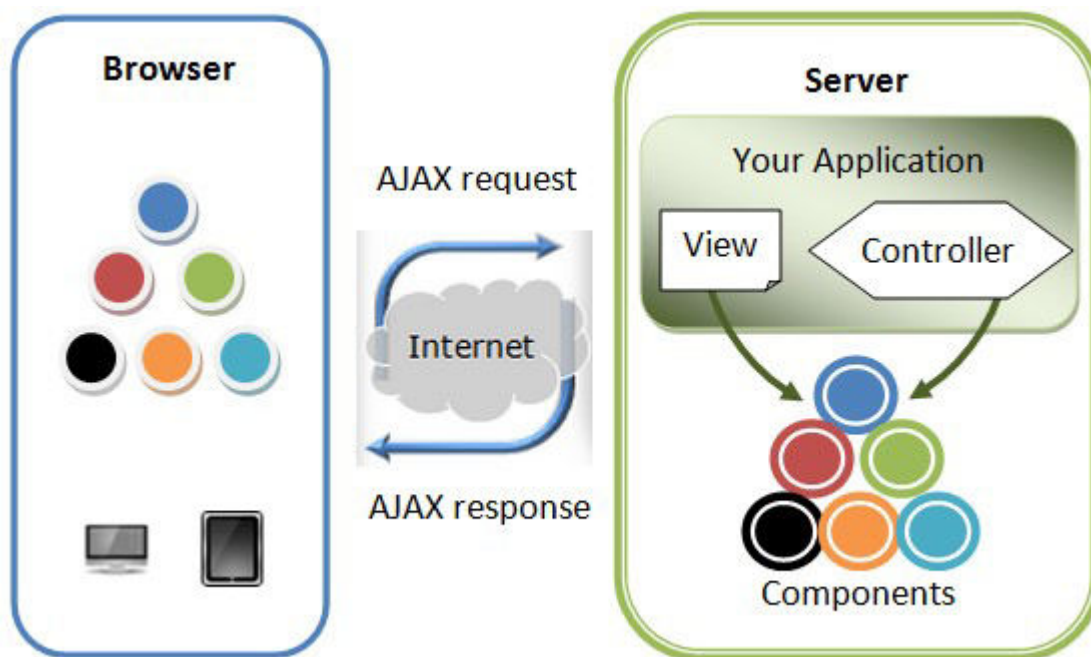 Browser
AJAX request
Internet
AJAX response
Server
Your Application
View
Controller
Components